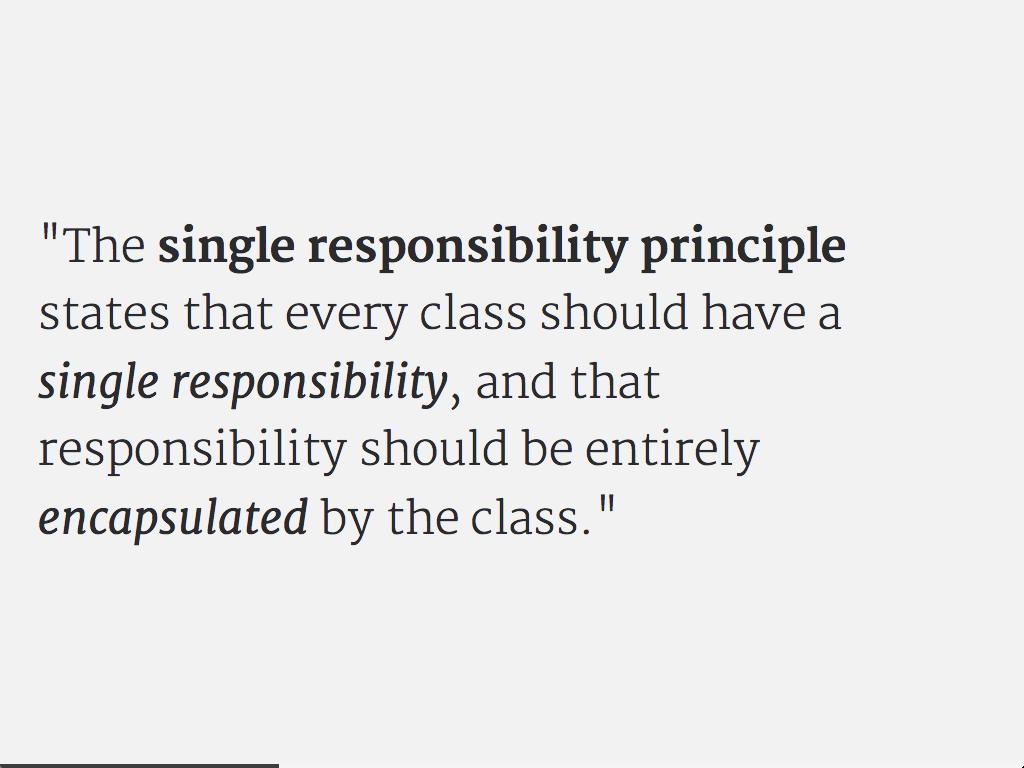 "The single responsibility principle
states that every class should have a
single responsibility, and that
responsibility should be entirely
encapsulated by the class."